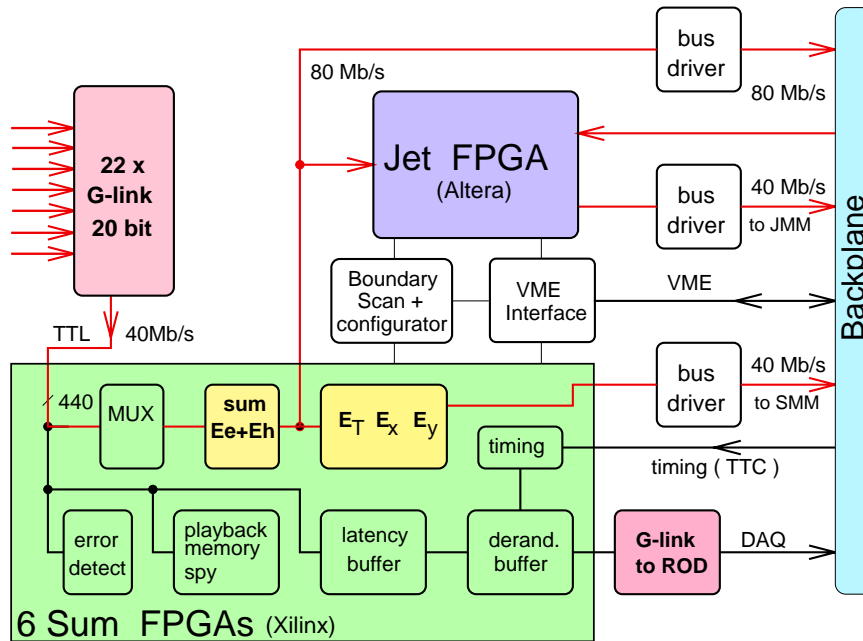 bus
driver
80 Mb/s
80 Mb/s
22 x
G-link
20 bit
Jet FPGA
(Altera)
bus
driver
40 Mb/s
to JMM
Backplane
Boundary
Scan +
configurator
VME
Interface
VME
TTL
40Mb/s
440
MUX
sum
Ee+Eh
E_T E_x E_y
bus
driver
40 Mb/s
to SMM
timing
timing ( TTC )
error
detect
playback
memory
spy
latency
buffer
derand.
buffer
G-link
to ROD
DAQ
6 Sum FPGAs (Xilinx)